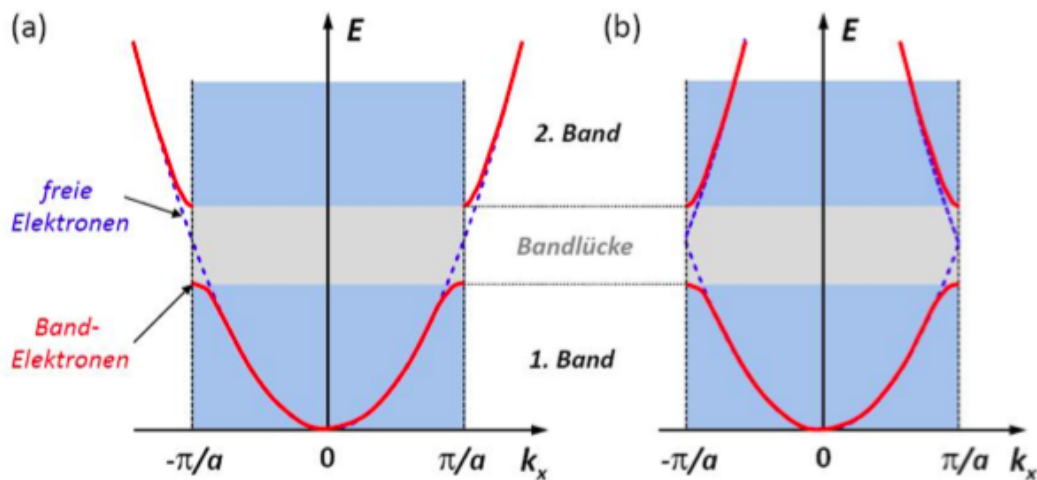 (a)
E
(b)
E
2. Band
freie
Elektronen
Bandlücke
Band-
Elektronen
1. Band
-π/a
0
π/a
kₓ
-π/a
0
π/a
kₓ